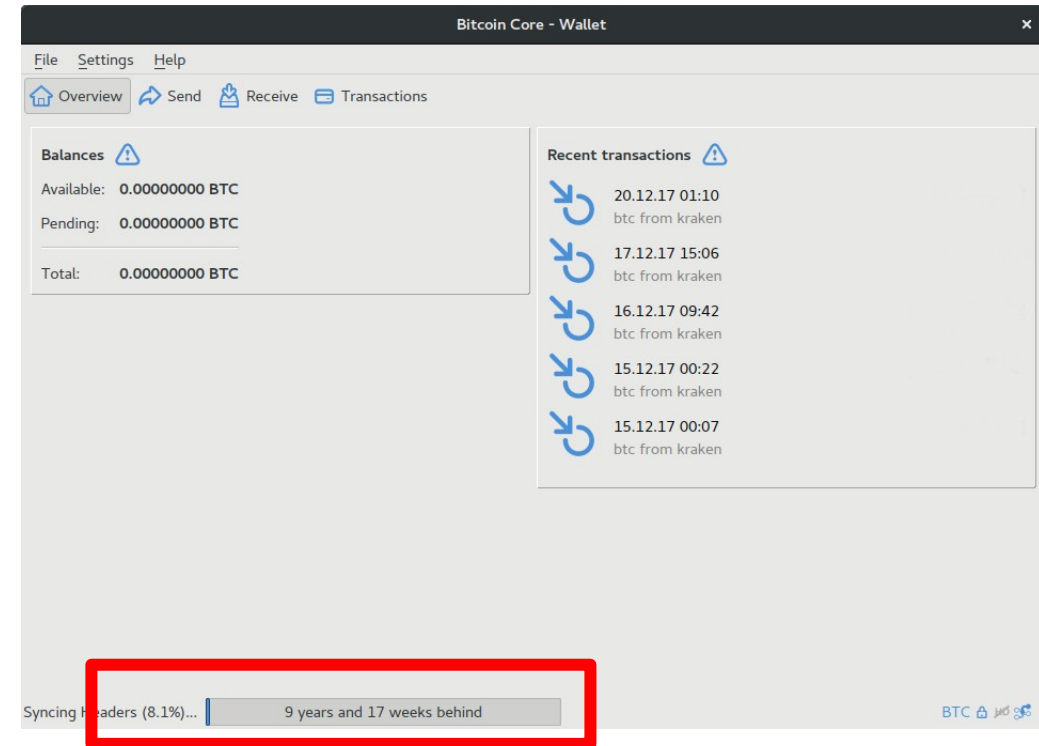 Bitcoin Core - Wallet
File Settings Help
Overview Send Receive Transactions
Balances
Available: 0.00000000 BTC
Pending: 0.00000000 BTC
Total: 0.00000000 BTC
Recent transactions
20.12.17 01:10
btc from kraken
17.12.17 15:06
btc from kraken
16.12.17 09:42
btc from kraken
15.12.17 00:22
btc from kraken
15.12.17 00:07
btc from kraken
Syncing Headers (8.1%)... 9 years and 17 weeks behind
BTC HD